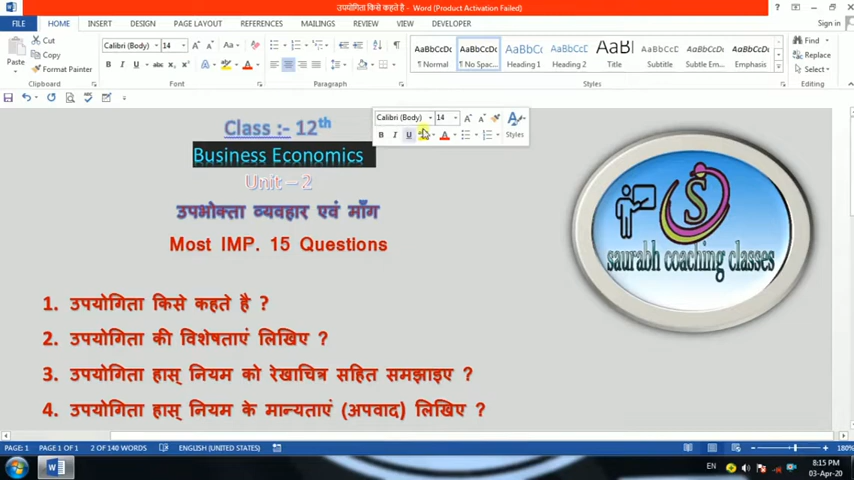 उपयोगिता किसे कहते है ? - Word (Product Activation Failed)
FILE HOME INSERT DESIGN PAGE LAYOUT REFERENCES MAILINGS REVIEW VIEW DEVELOPER Sign in
Cut
Copy
Format Painter
Paste
Clipboard
Calibri (Body) 14
Font
Paragraph
AaBbCcDc AaBbCcDc AaBbCc AaBbCcC AaBl AaBbCcC AaBbCcDc AaBbCcDc
¶ Normal ¶ No Spac... Heading 1 Heading 2 Title Subtitle Subtle Em... Emphasis
Styles
Find
Replace
Select
Editing
Calibri (Body) 14
Styles
Class :- 12th
Business Economics
Unit – 2
उपभोक्ता व्यवहार एवं माँग
Most IMP. 15 Questions
S
saurabh coaching classes
1. उपयोगिता किसे कहते है ?
2. उपयोगिता की विशेषताएं लिखिए ?
3. उपयोगिता हास् नियम को रेखाचित्र सहित समझाइए ?
4. उपयोगिता हास् नियम के मान्यताएं (अपवाद) लिखिए ?
PAGE: 1 PAGE 1 OF 1 2 OF 140 WORDS ENGLISH (UNITED STATES) 180%
EN 8:15 PM
03-Apr-20